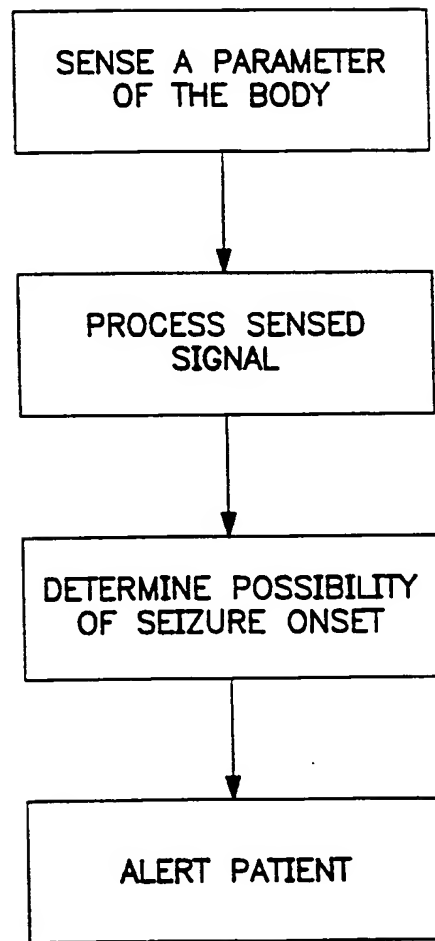 SENSE A PARAMETER
OF THE BODY
PROCESS SENSED
SIGNAL
DETERMINE POSSIBILITY
OF SEIZURE ONSET
ALERT PATIENT